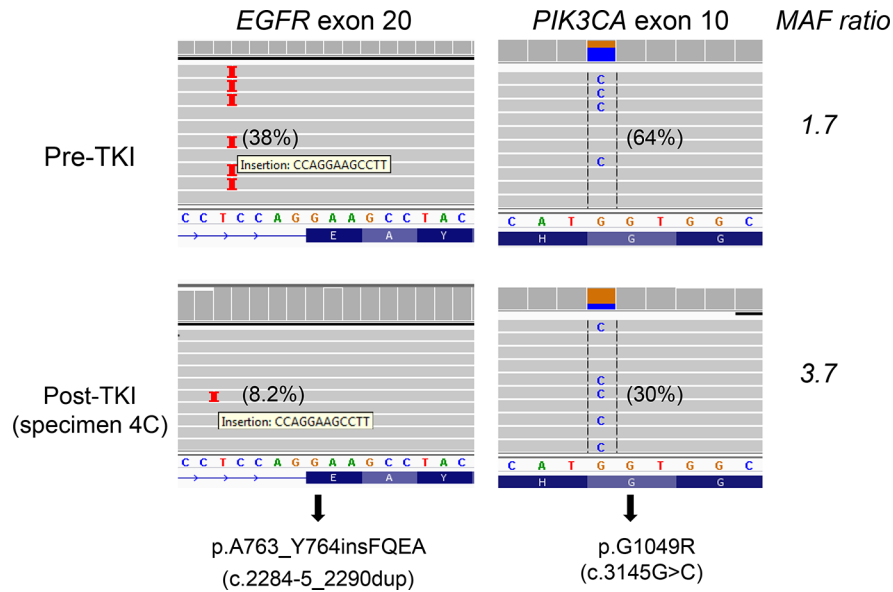 EGFR exon 20
PIK3CA exon 10
MAF ratio
Pre-TKI
(38%)
Insertion: CCAGGAAGCCTT
C C T C C A G G A A G C C T A C
E A Y
C
C
C
C
(64%)
C A T G G T G G C
H G G
1.7
Post-TKI
(specimen 4C)
(8.2%)
Insertion: CCAGGAAGCCTT
C C T C C A G G A A G C C T A C
E A Y
C
C
C
C
C
(30%)
C A T G G T G G C
H G G
3.7
p.A763_Y764insFQEA
(c.2284-5_2290dup)
p.G1049R
(c.3145G>C)